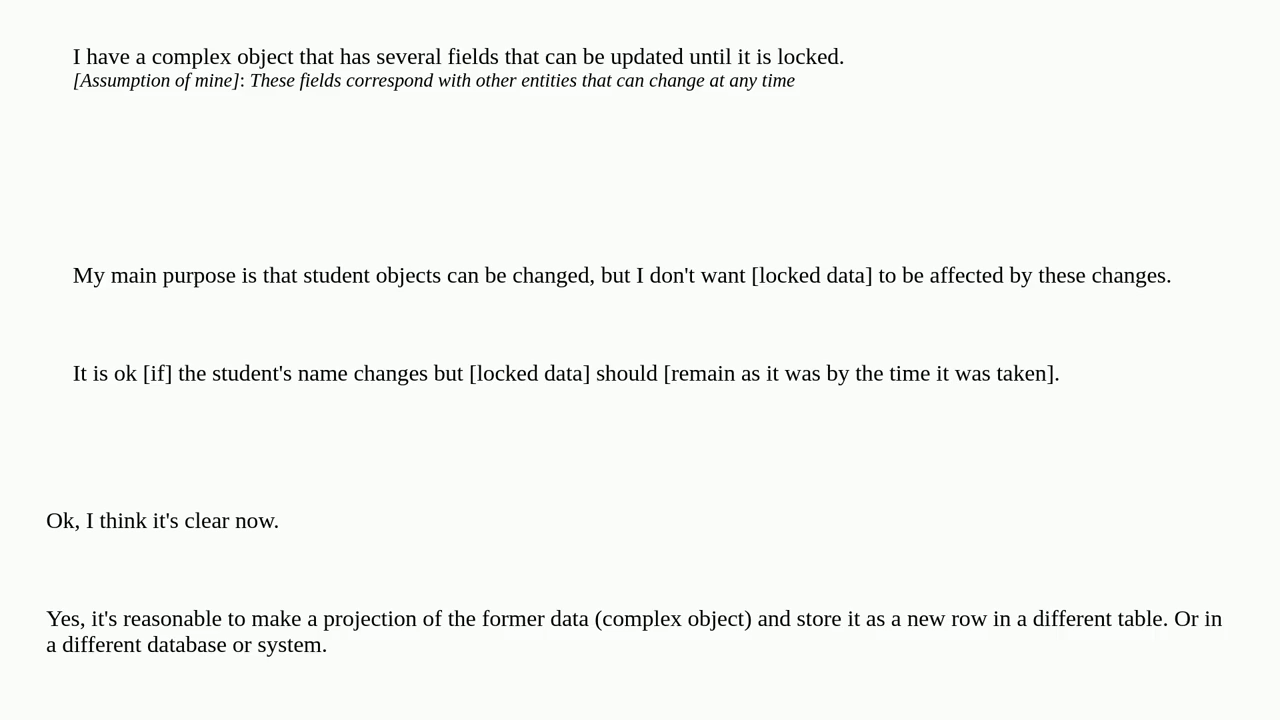 I have a complex object that has several fields that can be updated until it is locked.
[Assumption of mine]: These fields correspond with other entities that can change at any time
My main purpose is that student objects can be changed, but I don't want [locked data] to be affected by these changes.
It is ok [if] the student's name changes but [locked data] should [remain as it was by the time it was taken].
Ok, I think it's clear now.
Yes, it's reasonable to make a projection of the former data (complex object) and store it as a new row in a different table. Or in
a different database or system.